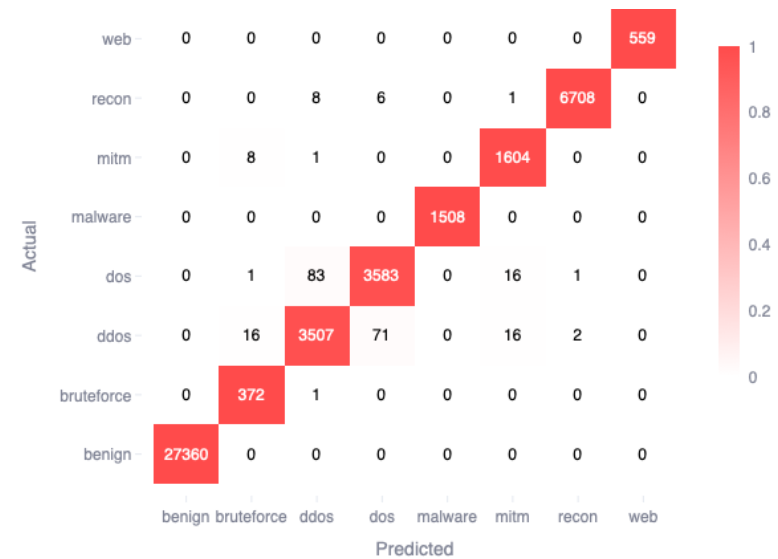 web 0 0 0 0 0 0 0 559
recon 0 0 8 6 0 1 6708 0
mitm 0 8 1 0 0 1604 0 0
malware 0 0 0 0 1508 0 0 0
dos 0 1 83 3583 0 16 1 0
ddos 0 16 3507 71 0 16 2 0
bruteforce 0 372 1 0 0 0 0 0
benign 27360 0 0 0 0 0 0 0
benign bruteforce ddos dos malware mitm recon web
Predicted
Actual
1
0.8
0.6
0.4
0.2
0